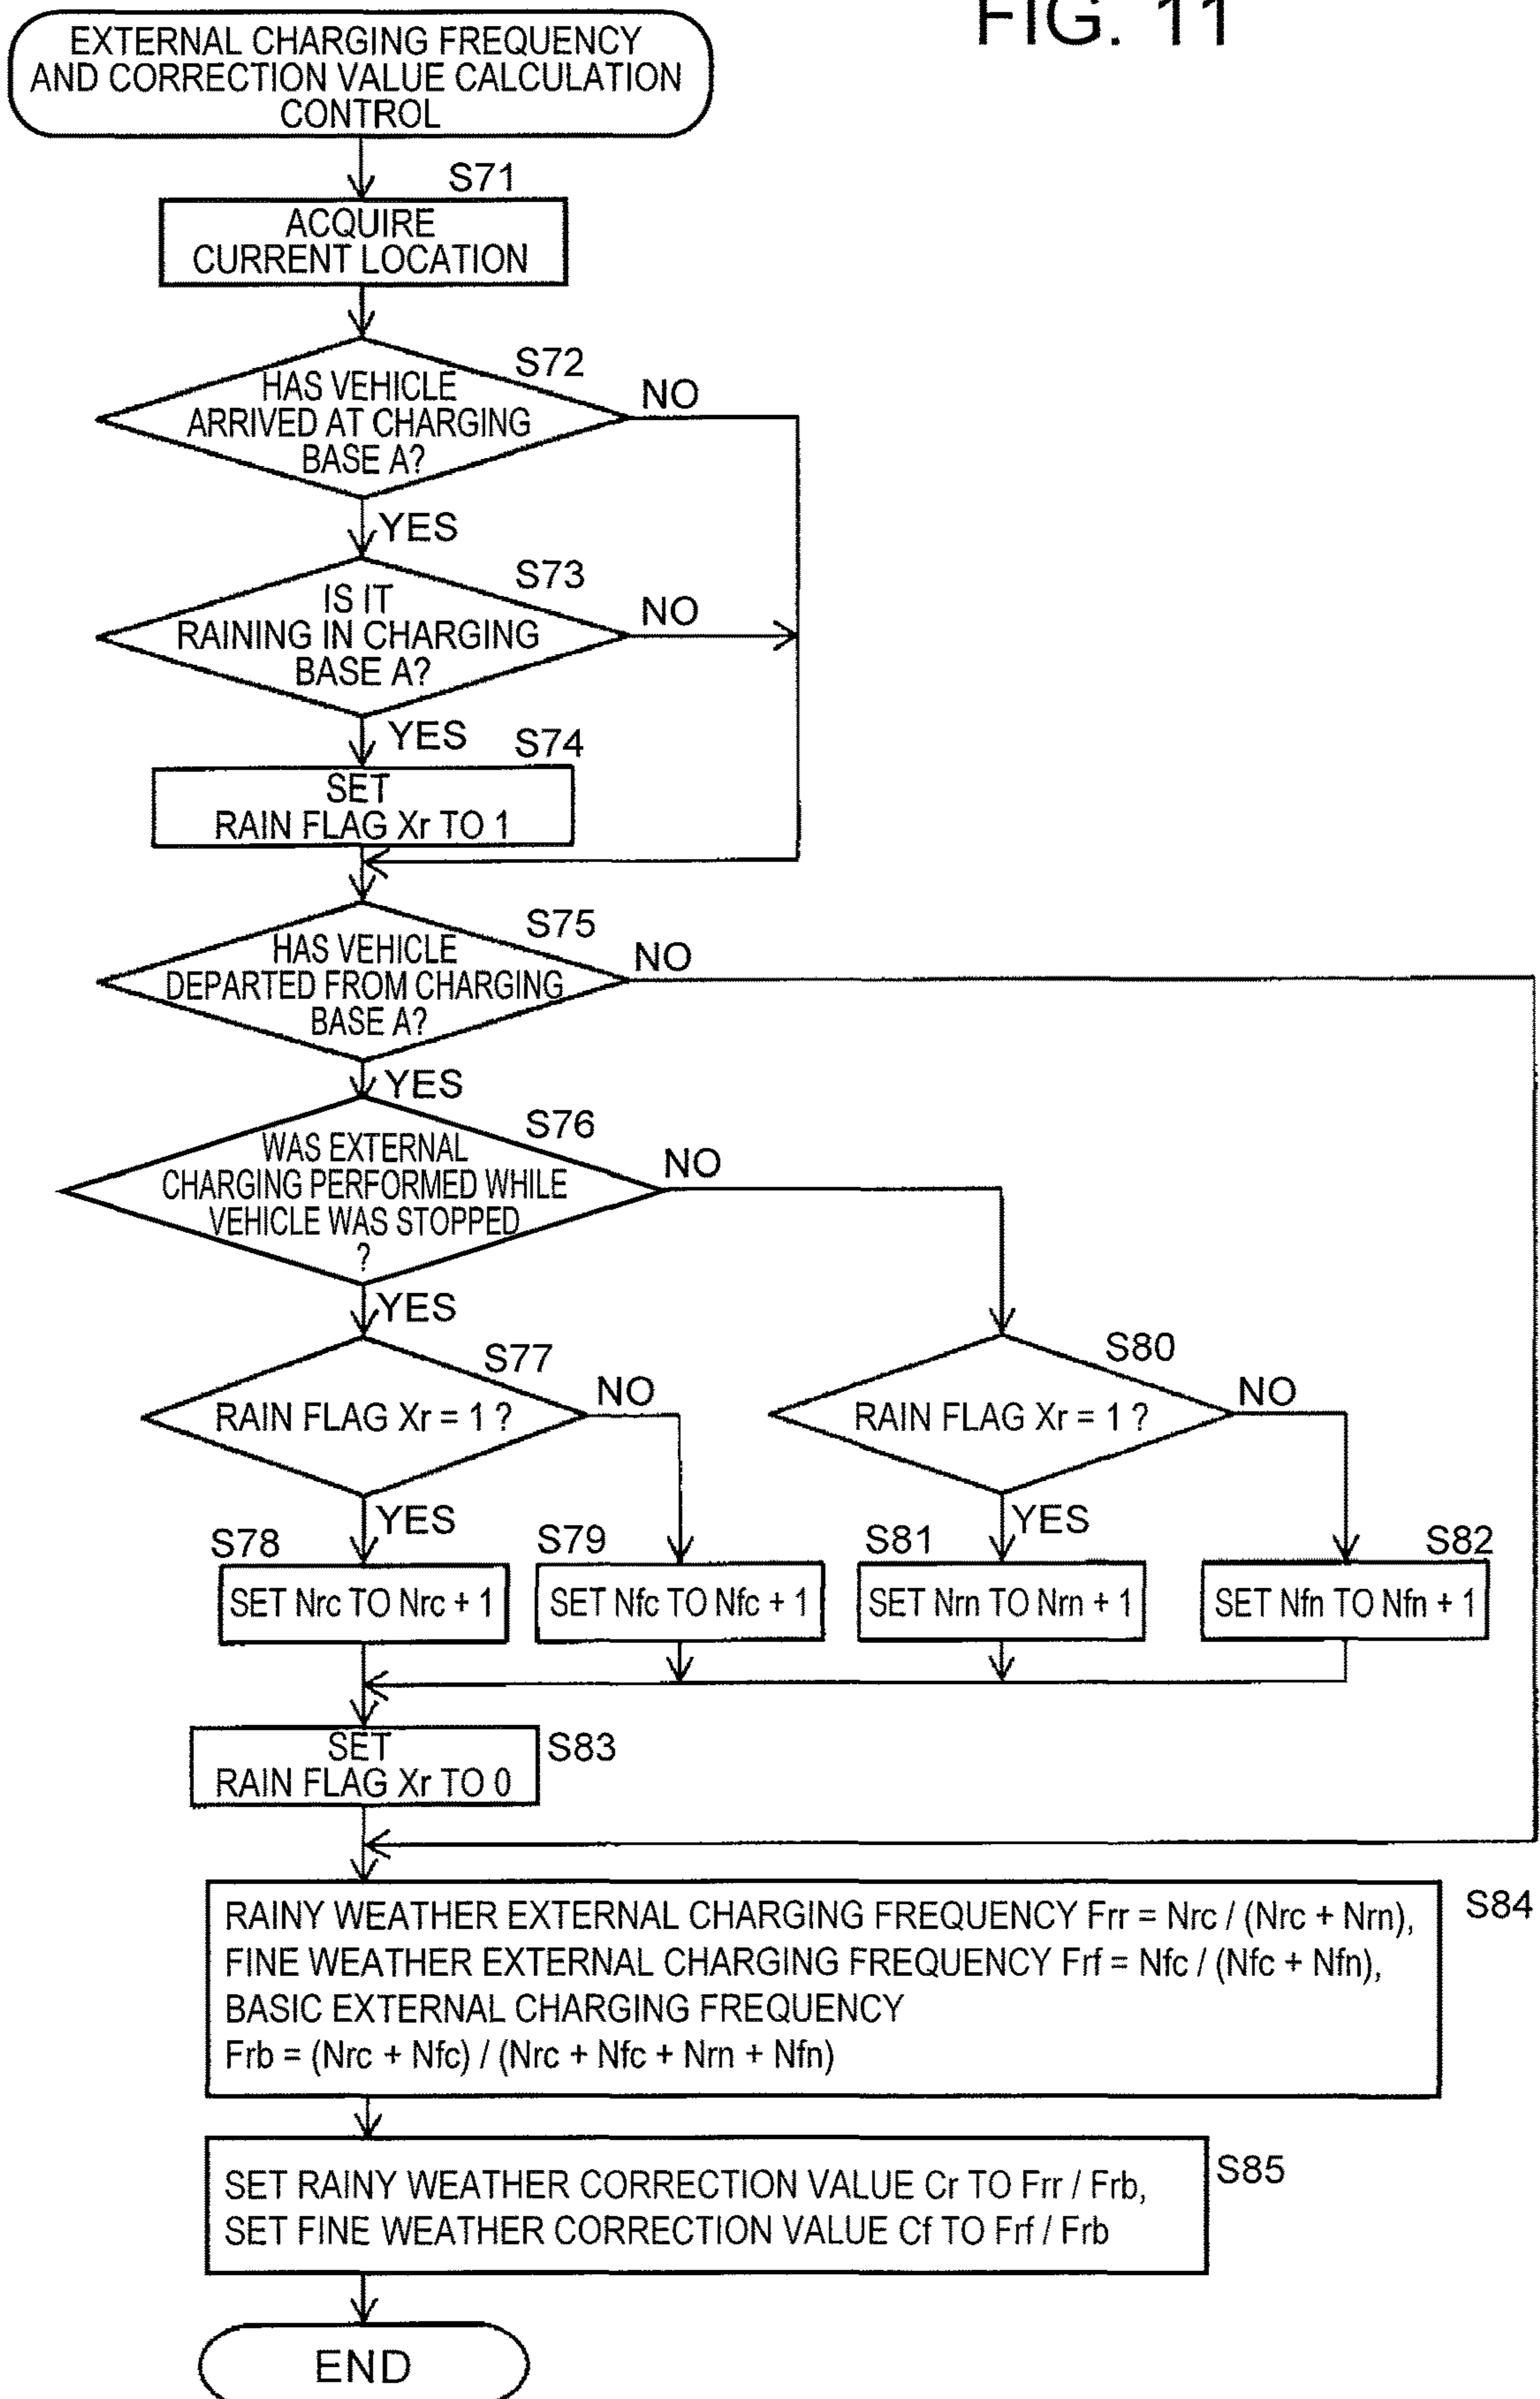 FIG. 11
EXTERNAL CHARGING FREQUENCY
AND CORRECTION VALUE CALCULATION
CONTROL
S71
ACQUIRE
CURRENT LOCATION
S72
HAS VEHICLE
ARRIVED AT CHARGING
BASE A?
NO
YES
S73
IS IT
RAINING IN CHARGING
BASE A?
NO
YES
S74
SET
RAIN FLAG Xr TO 1
S75
HAS VEHICLE
DEPARTED FROM CHARGING
BASE A?
NO
YES
S76
WAS EXTERNAL
CHARGING PERFORMED WHILE
VEHICLE WAS STOPPED
?
NO
YES
S77
RAIN FLAG Xr = 1 ?
NO
YES
S80
RAIN FLAG Xr = 1 ?
NO
YES
S78
SET Nrc TO Nrc + 1
S79
SET Nfc TO Nfc + 1
S81
SET Nrn TO Nrn + 1
S82
SET Nfn TO Nfn + 1
SET
RAIN FLAG Xr TO 0
S83
RAINY WEATHER EXTERNAL CHARGING FREQUENCY Frr = Nrc / (Nrc + Nrn),
FINE WEATHER EXTERNAL CHARGING FREQUENCY Frf = Nfc / (Nfc + Nfn),
BASIC EXTERNAL CHARGING FREQUENCY
Frb = (Nrc + Nfc) / (Nrc + Nfc + Nrn + Nfn)
S84
SET RAINY WEATHER CORRECTION VALUE Cr TO Frr / Frb,
SET FINE WEATHER CORRECTION VALUE Cf TO Frf / Frb
S85
END